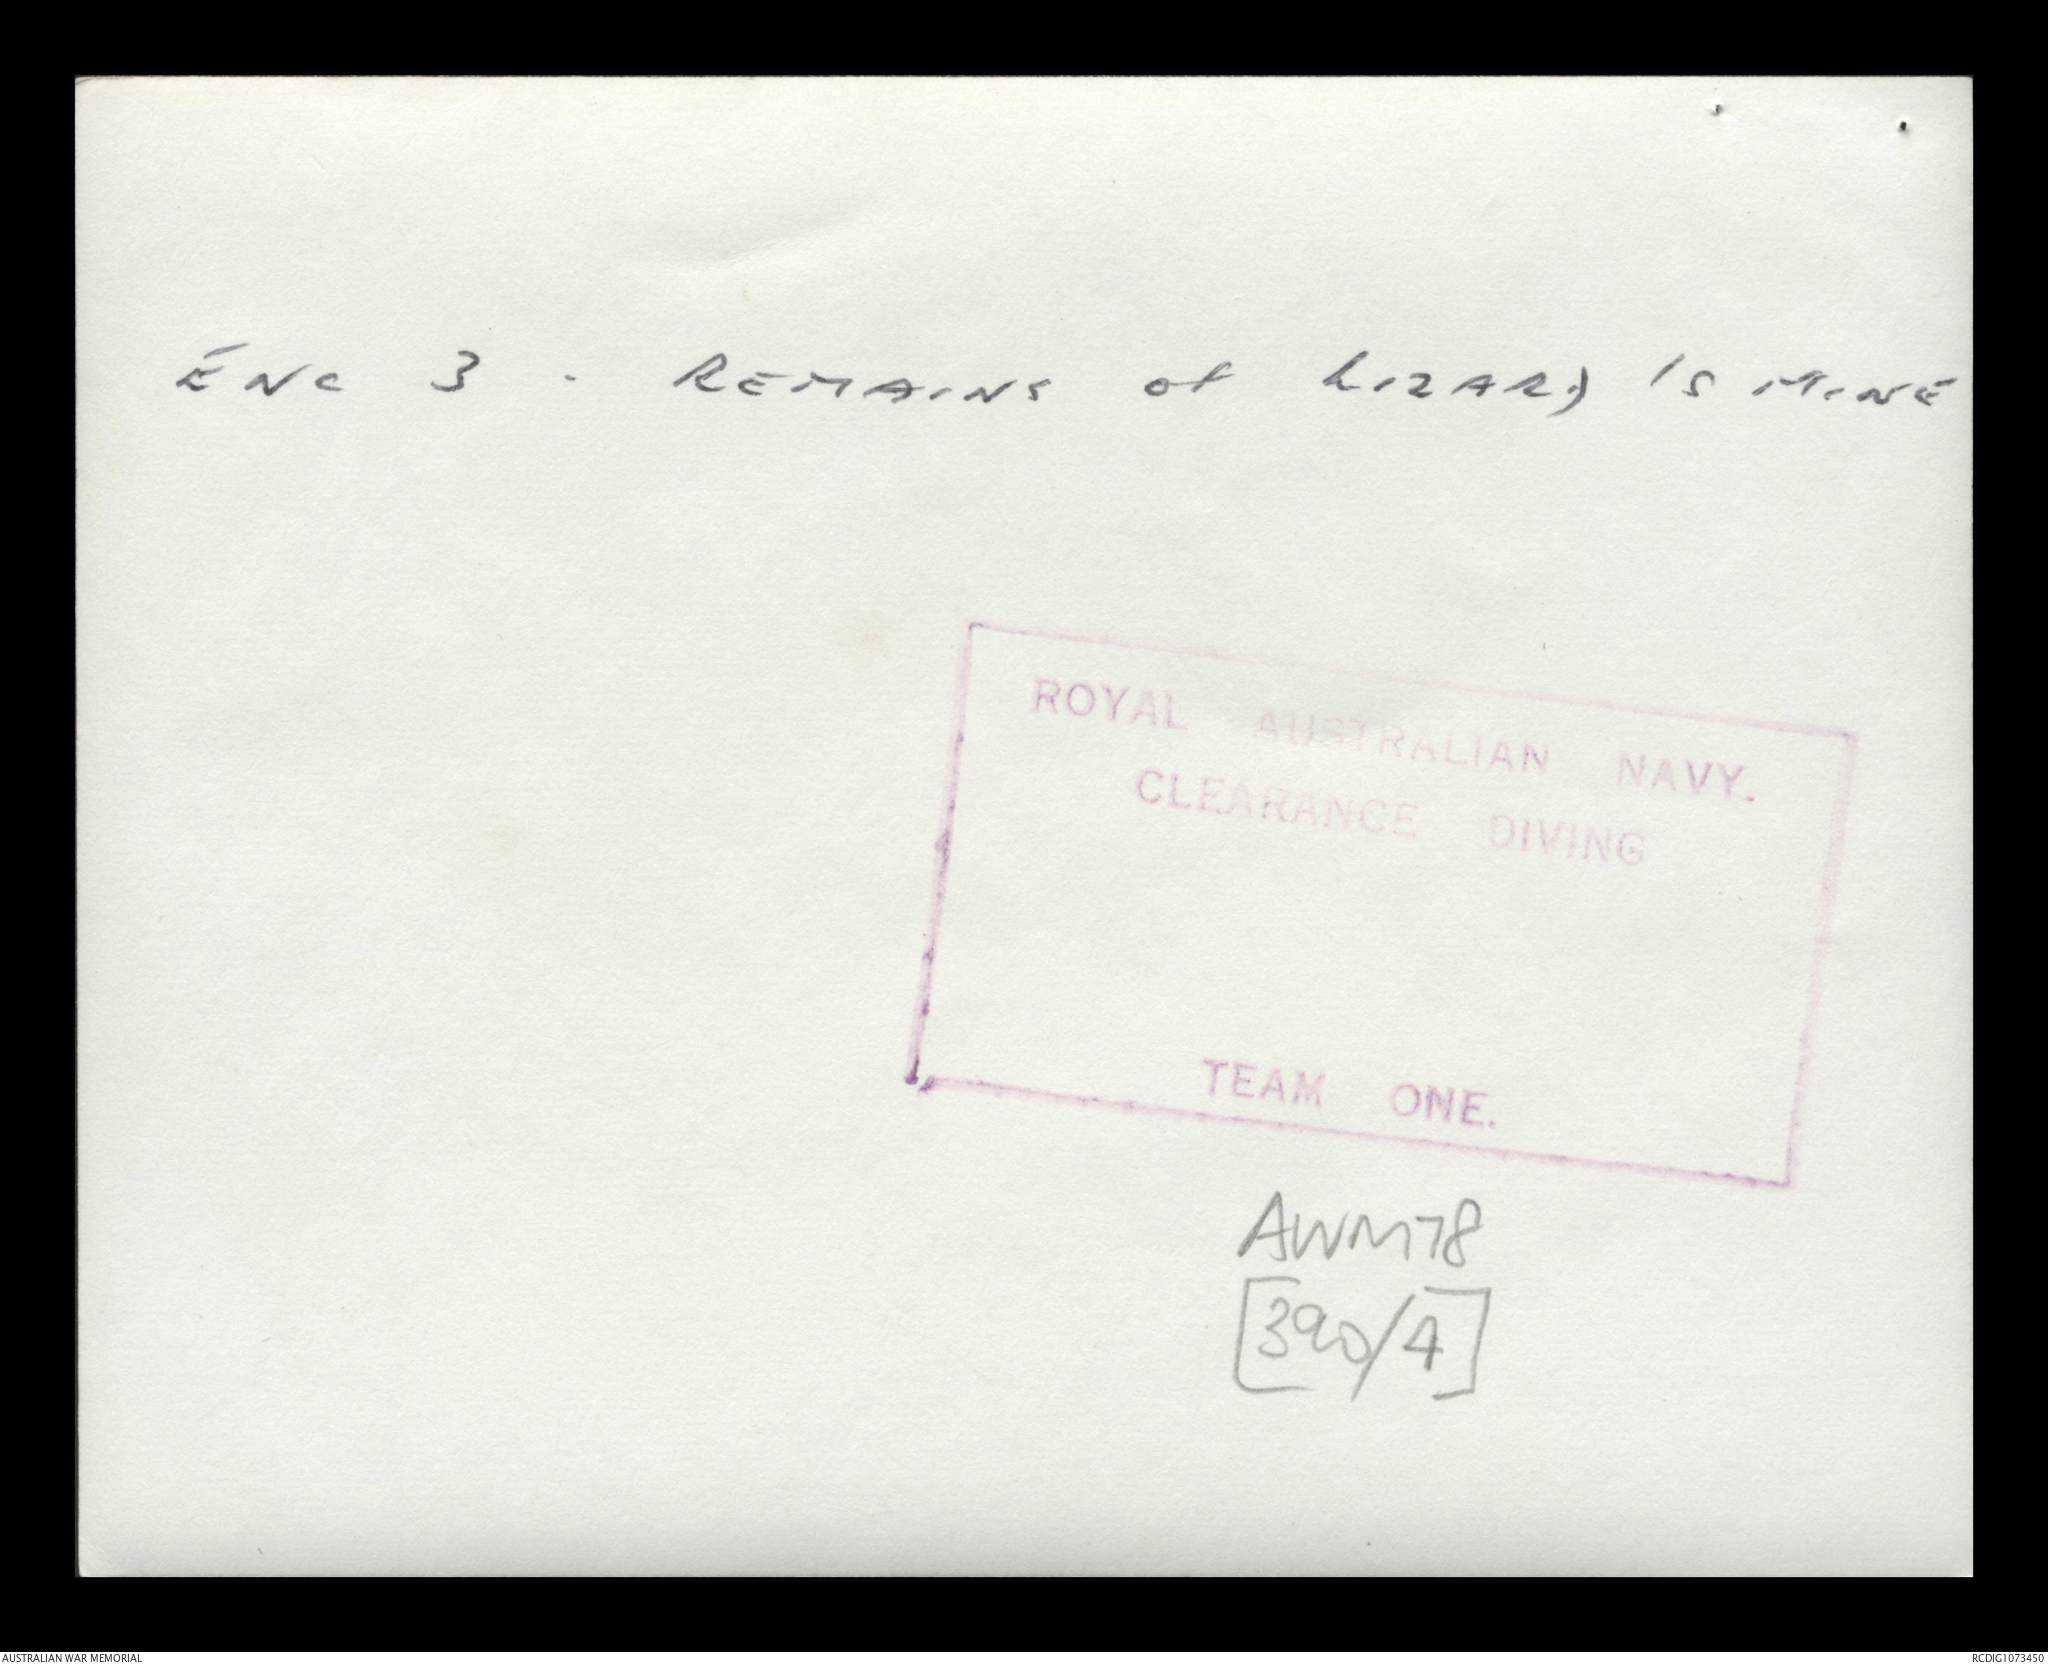 ENC 3 - REMAINS of LIZARD IS MINE
ROYAL AUSTRALIAN NAVY.
CLEARANCE DIVING
TEAM ONE.
AWM78
[390/4]
AUSTRALIAN WAR MEMORIAL
RCDIG1073450